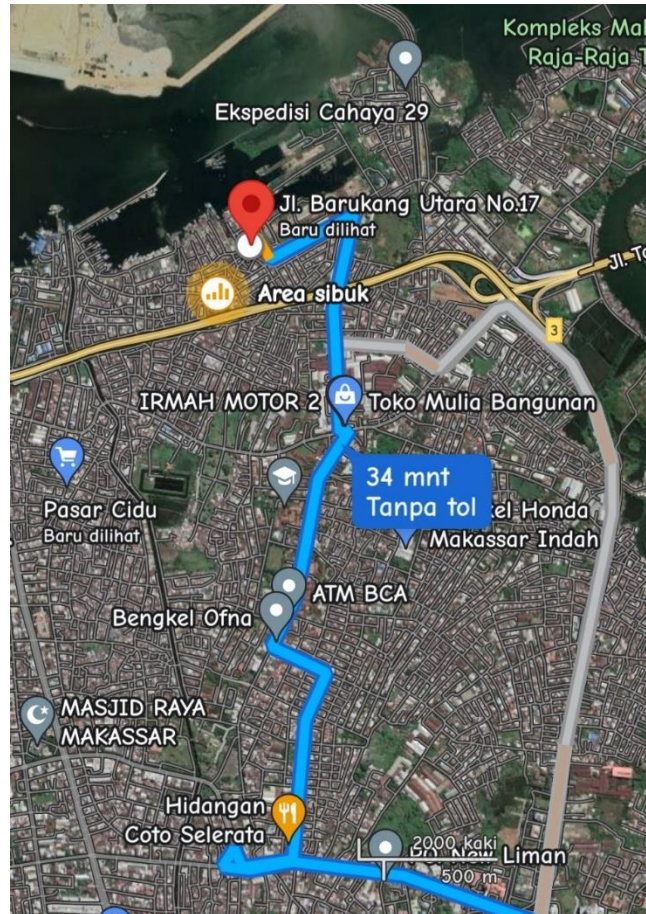 Kompleks Mak
Raja-Raja T
Ekspedisi Cahaya 29
Jl. Barukang Utara No.17
Baru dilihat
Jl. To
Area sibuk
3
IRMAH MOTOR 2
Toko Mulia Bangunan
34 mnt
Tanpa tol
Pasar Cidu
Baru dilihat
kel Honda
Makassar Indah
ATM BCA
Bengkel Ofna
MASJID RAYA
MAKASSAR
Hidangan
Coto Selerata
2000 kaki
New Liman
500 m